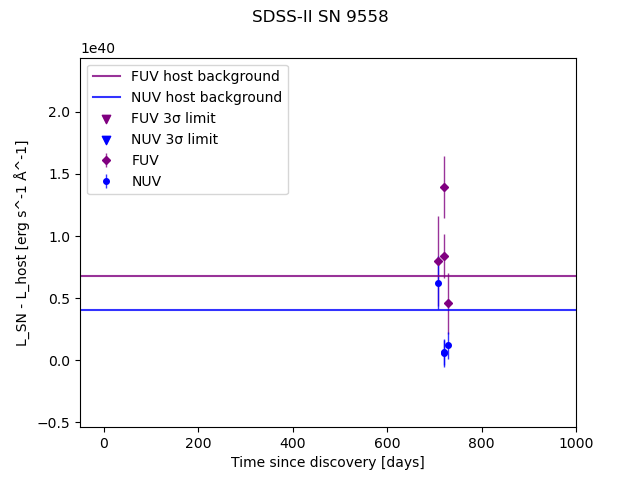 SDSS-II SN 9558
1e40
FUV host background
NUV host background
FUV 3σ limit
NUV 3σ limit
FUV
NUV
2.0
1.5
1.0
0.5
0.0
−0.5
L_SN - L_host [erg s^-1 Å^-1]
0 200 400 600 800 1000
Time since discovery [days]